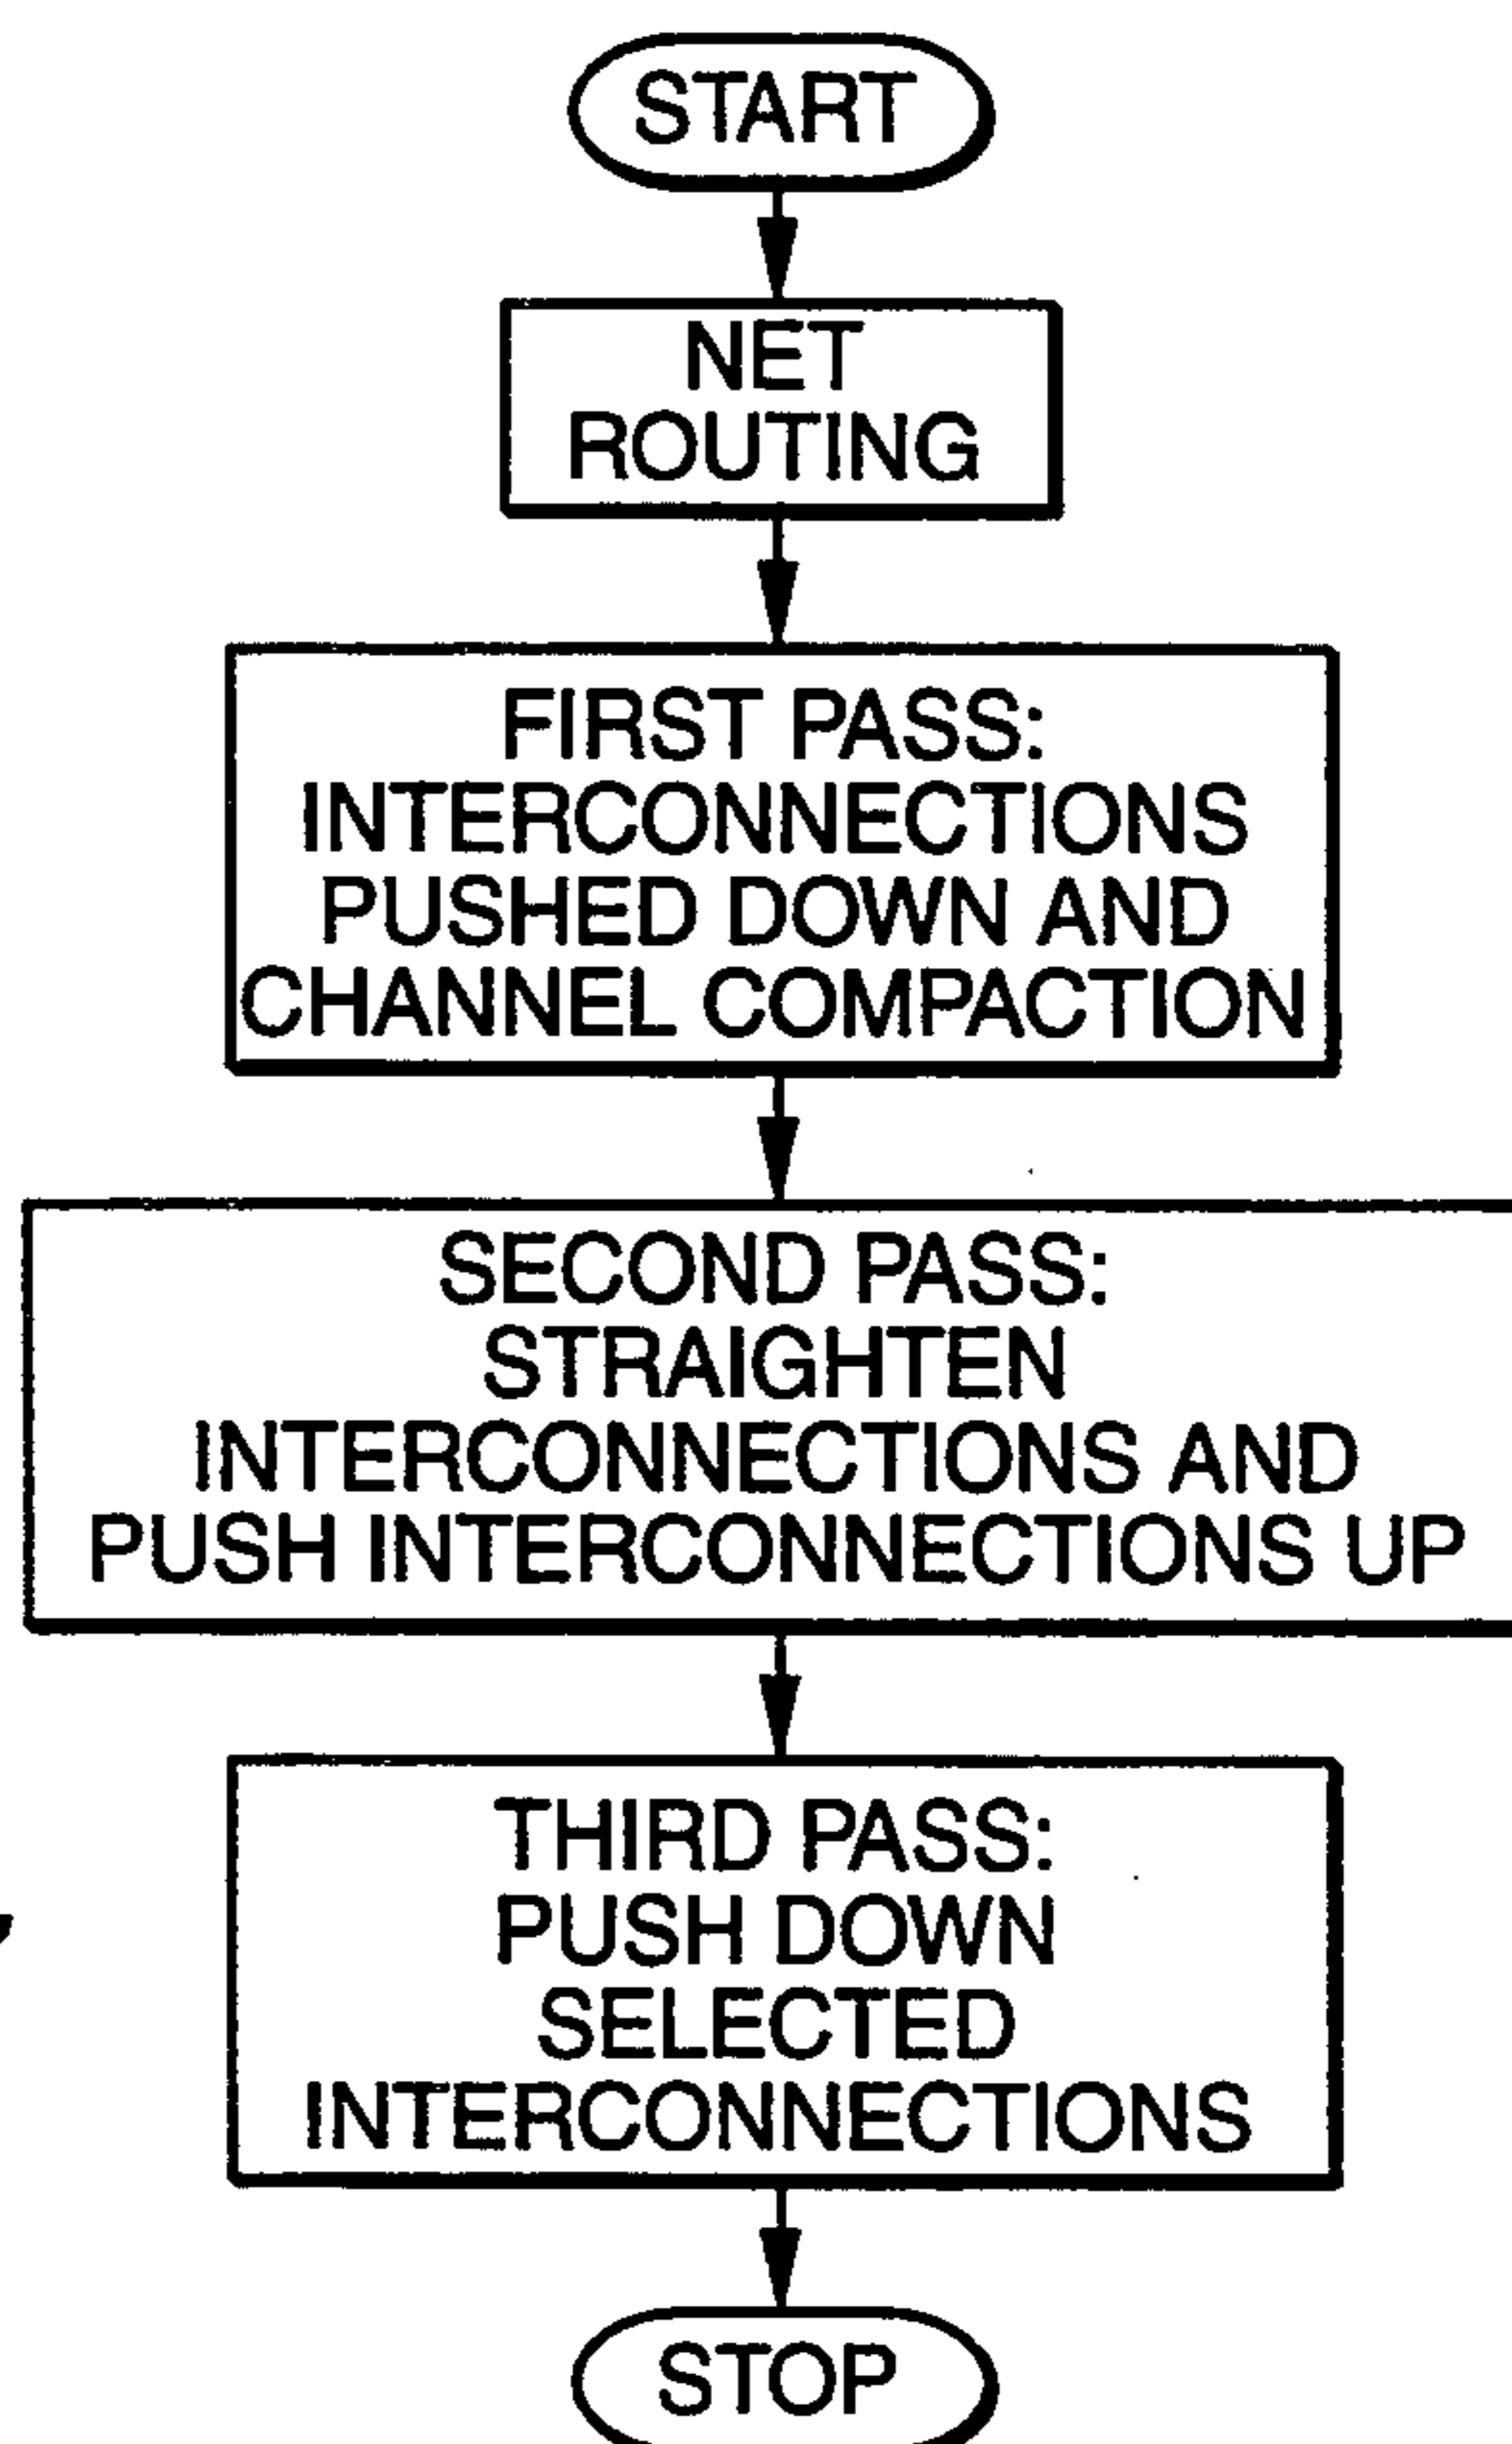 START
NET
ROUTING
FIRST PASS:
INTERCONNECTIONS
PUSHED DOWN AND
CHANNEL COMPACTION
SECOND PASS:
STRAIGHTEN
INTERCONNECTIONS AND
PUSH INTERCONNECTIONS UP
THIRD PASS:
PUSH DOWN
SELECTED
INTERCONNECTIONS
STOP